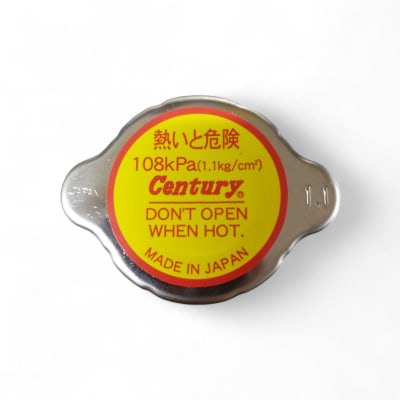 熱いと危険
108kPa(1.1kg/cm²)
Century®
DON'T OPEN
WHEN HOT.
MADE IN JAPAN
JAPAN
1.1